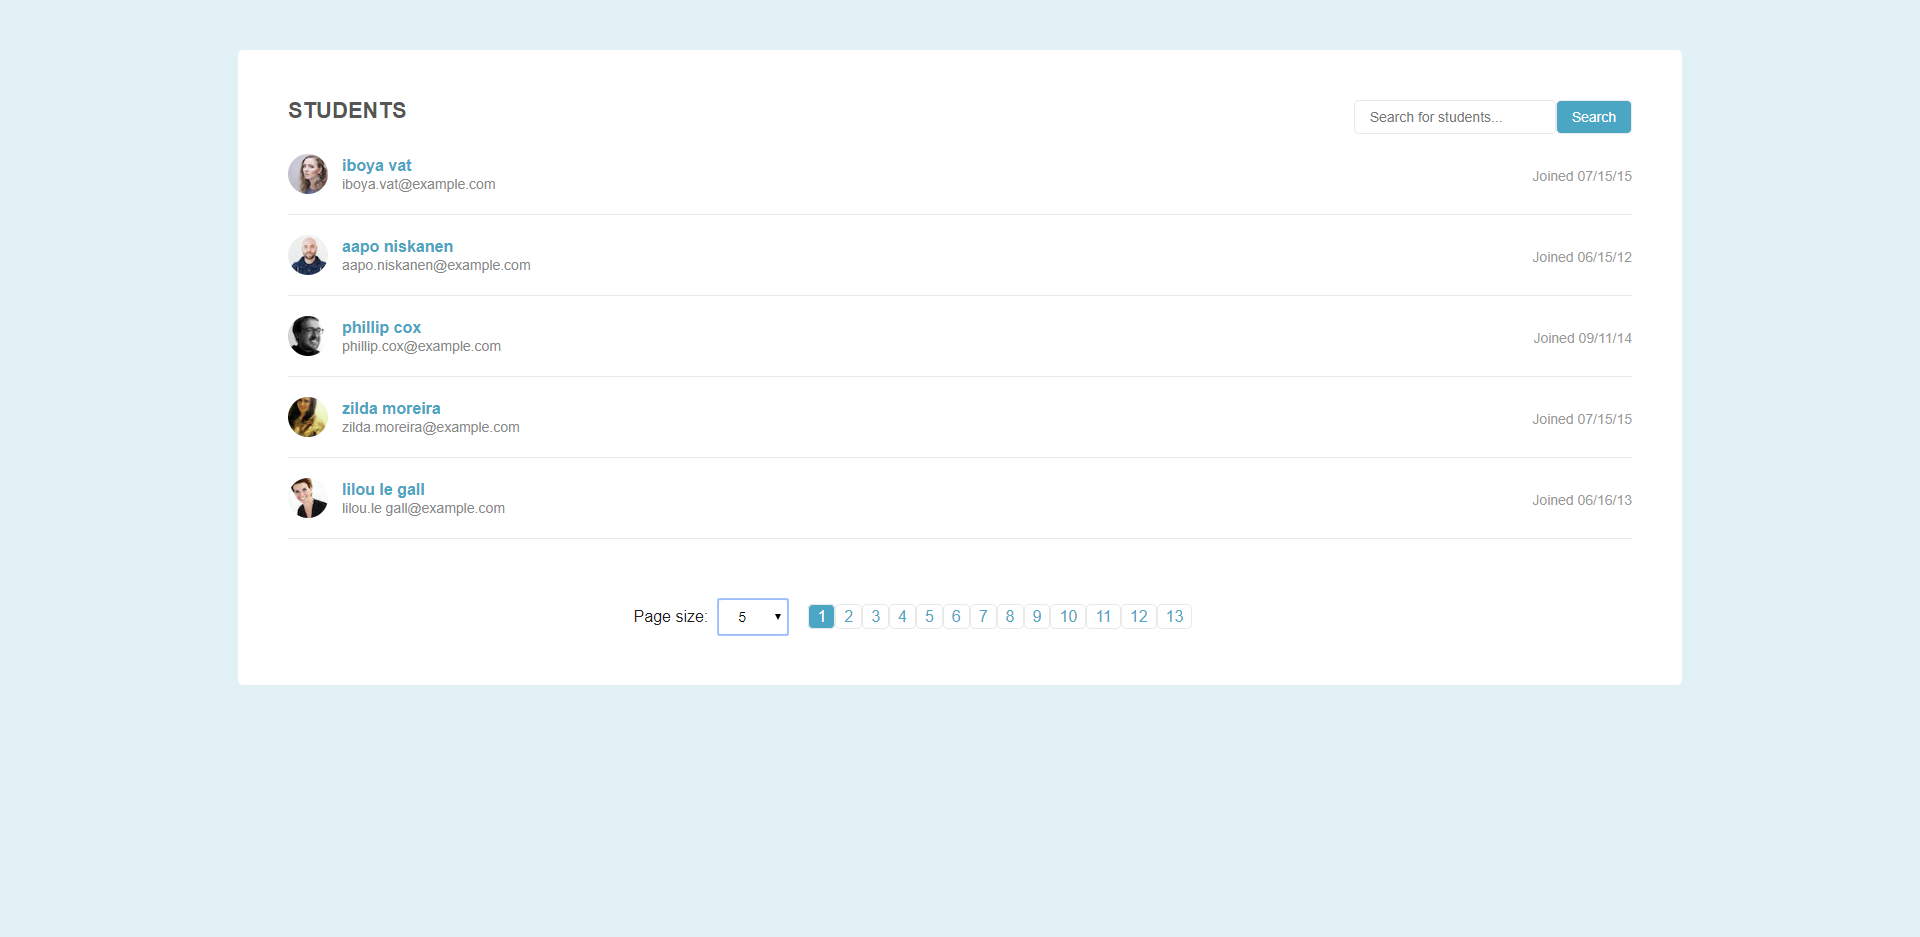 STUDENTS
Search for students... Search
iboya vat
iboya.vat@example.com
Joined 07/15/15
aapo niskanen
aapo.niskanen@example.com
Joined 06/15/12
phillip cox
phillip.cox@example.com
Joined 09/11/14
zilda moreira
zilda.moreira@example.com
Joined 07/15/15
lilou le gall
lilou.le gall@example.com
Joined 06/16/13
Page size: 5 1 2 3 4 5 6 7 8 9 10 11 12 13